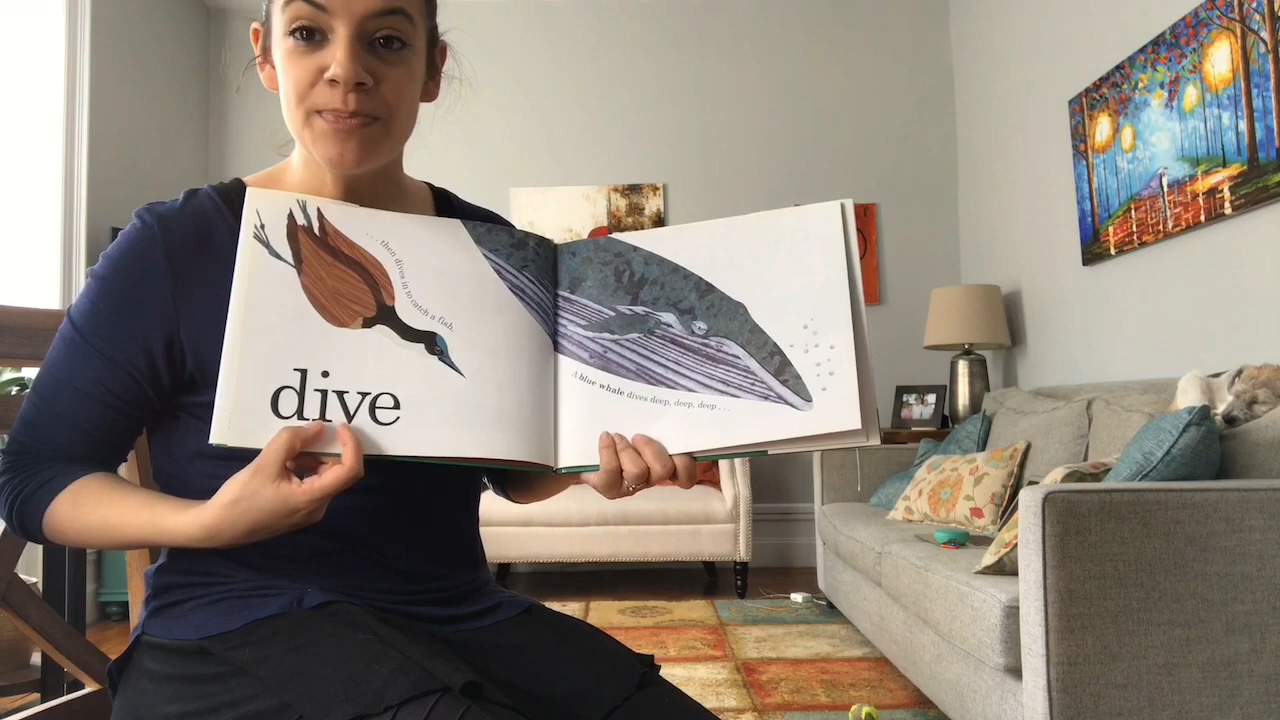 . . . then dives in to catch a fish.
dive
A blue whale dives deep, deep, deep . . .